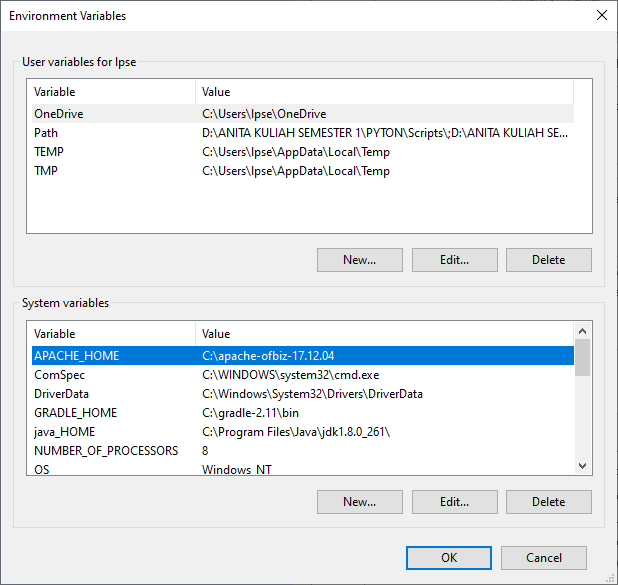 Environment Variables
User variables for Ipse
Variable Value
OneDrive C:\Users\Ipse\OneDrive
Path D:\ANITA KULIAH SEMESTER 1\PYTON\Scripts\;D:\ANITA KULIAH SE...
TEMP C:\Users\Ipse\AppData\Local\Temp
TMP C:\Users\Ipse\AppData\Local\Temp
New... Edit... Delete
System variables
Variable Value
APACHE_HOME C:\apache-ofbiz-17.12.04
ComSpec C:\WINDOWS\system32\cmd.exe
DriverData C:\Windows\System32\Drivers\DriverData
GRADLE_HOME C:\gradle-2.11\bin
java_HOME C:\Program Files\Java\jdk1.8.0_261\
NUMBER_OF_PROCESSORS 8
OS Windows_NT
New... Edit... Delete
OK Cancel